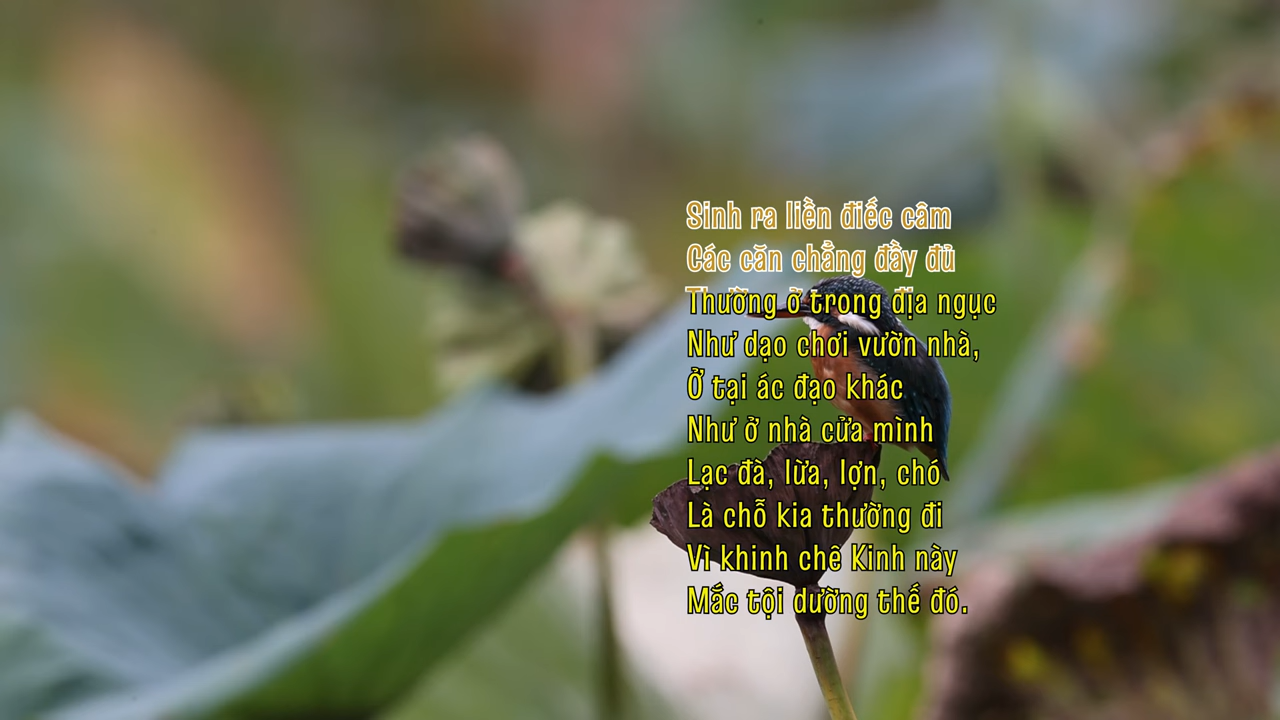 Sinh ra liền điếc câm
Các căn chẳng đầy đủ
Thường ở trong địa ngục
Như dạo chơi vườn nhà,
Ở tại ác đạo khác
Như ở nhà cửa mình
Lạc đà, lừa, lợn, chó
Là chỗ kia thường đi
Vì khinh chê Kinh này
Mắc tội dường thế đó.